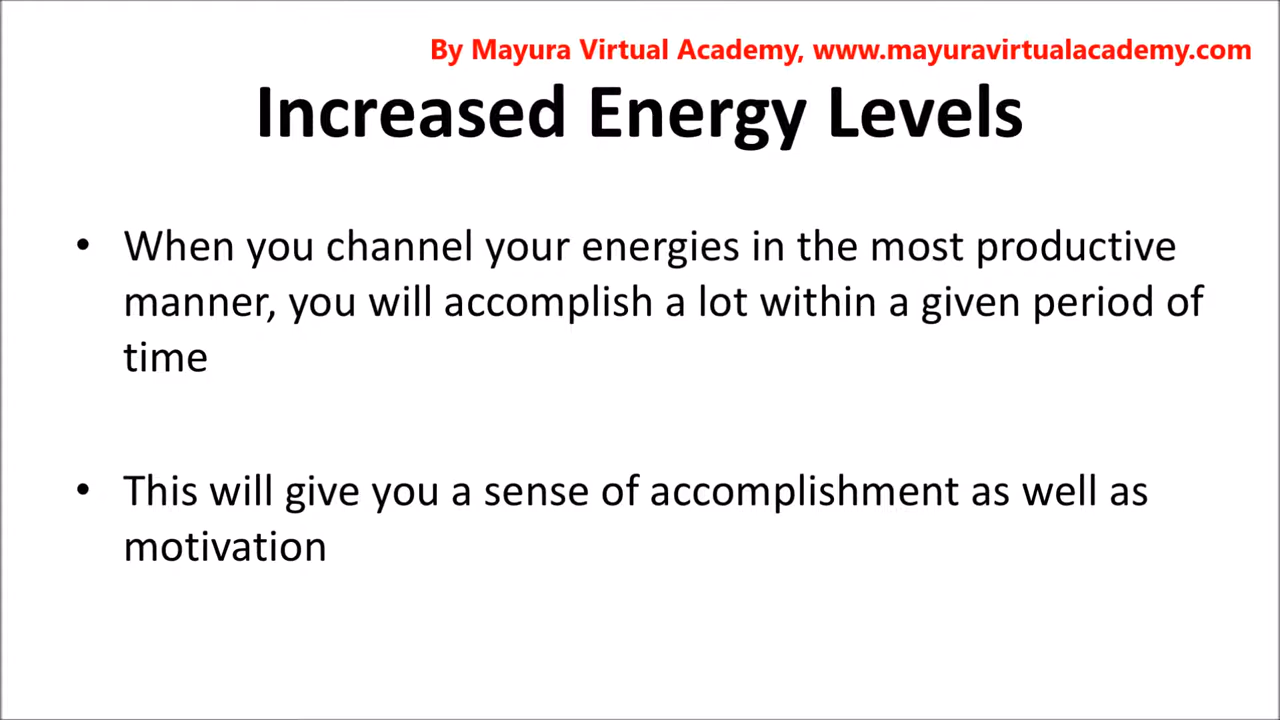 By Mayura Virtual Academy, www.mayuravirtualacademy.com
Increased Energy Levels
• When you channel your energies in the most productive
manner, you will accomplish a lot within a given period of
time
• This will give you a sense of accomplishment as well as
motivation